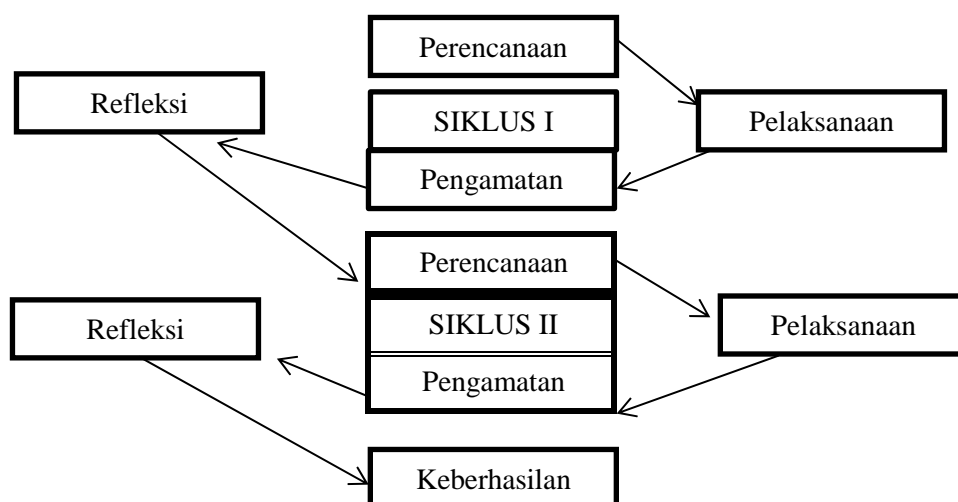 Perencanaan
Refleksi
SIKLUS I
Pelaksanaan
Pengamatan
Perencanaan
Refleksi
SIKLUS II
Pelaksanaan
Pengamatan
Keberhasilan